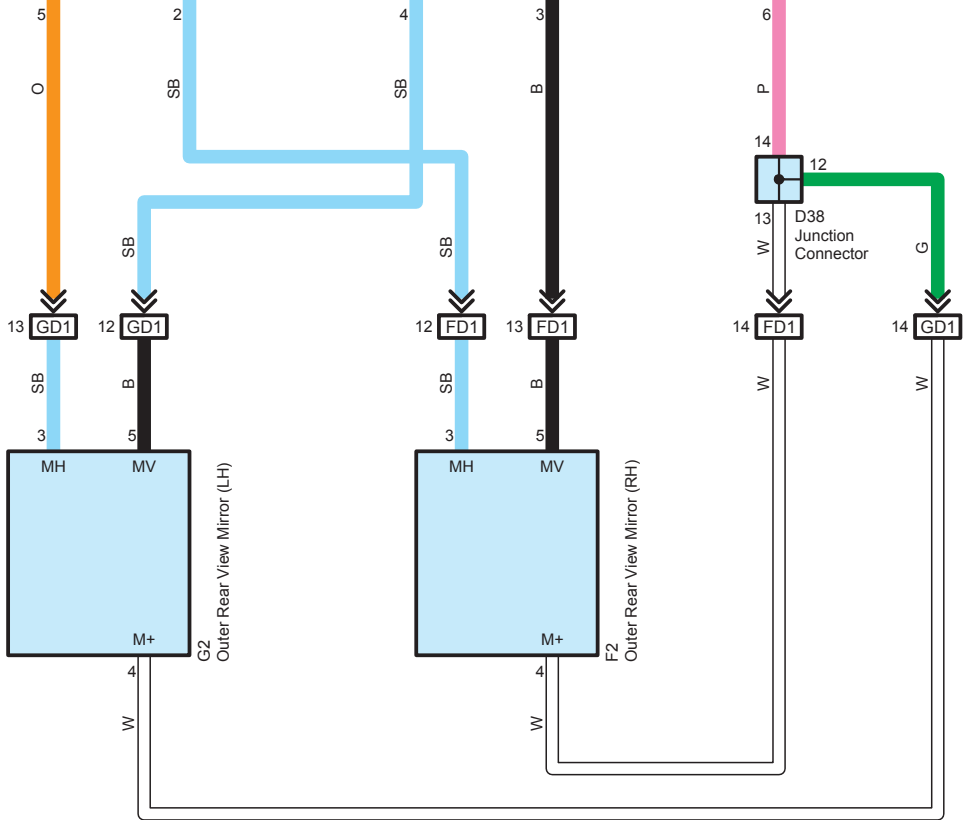 5
2
4
3
6
O
SB
SB
B
P
14
12
13
D38
Junction
Connector
SB
SB
W
G
13 GD1
12 GD1
12 FD1
13 FD1
14 FD1
14 GD1
SB
B
SB
B
W
W
3
5
3
5
MH
MV
MH
MV
G2
Outer Rear View Mirror (LH)
F2
Outer Rear View Mirror (RH)
M+
M+
4
4
W
W